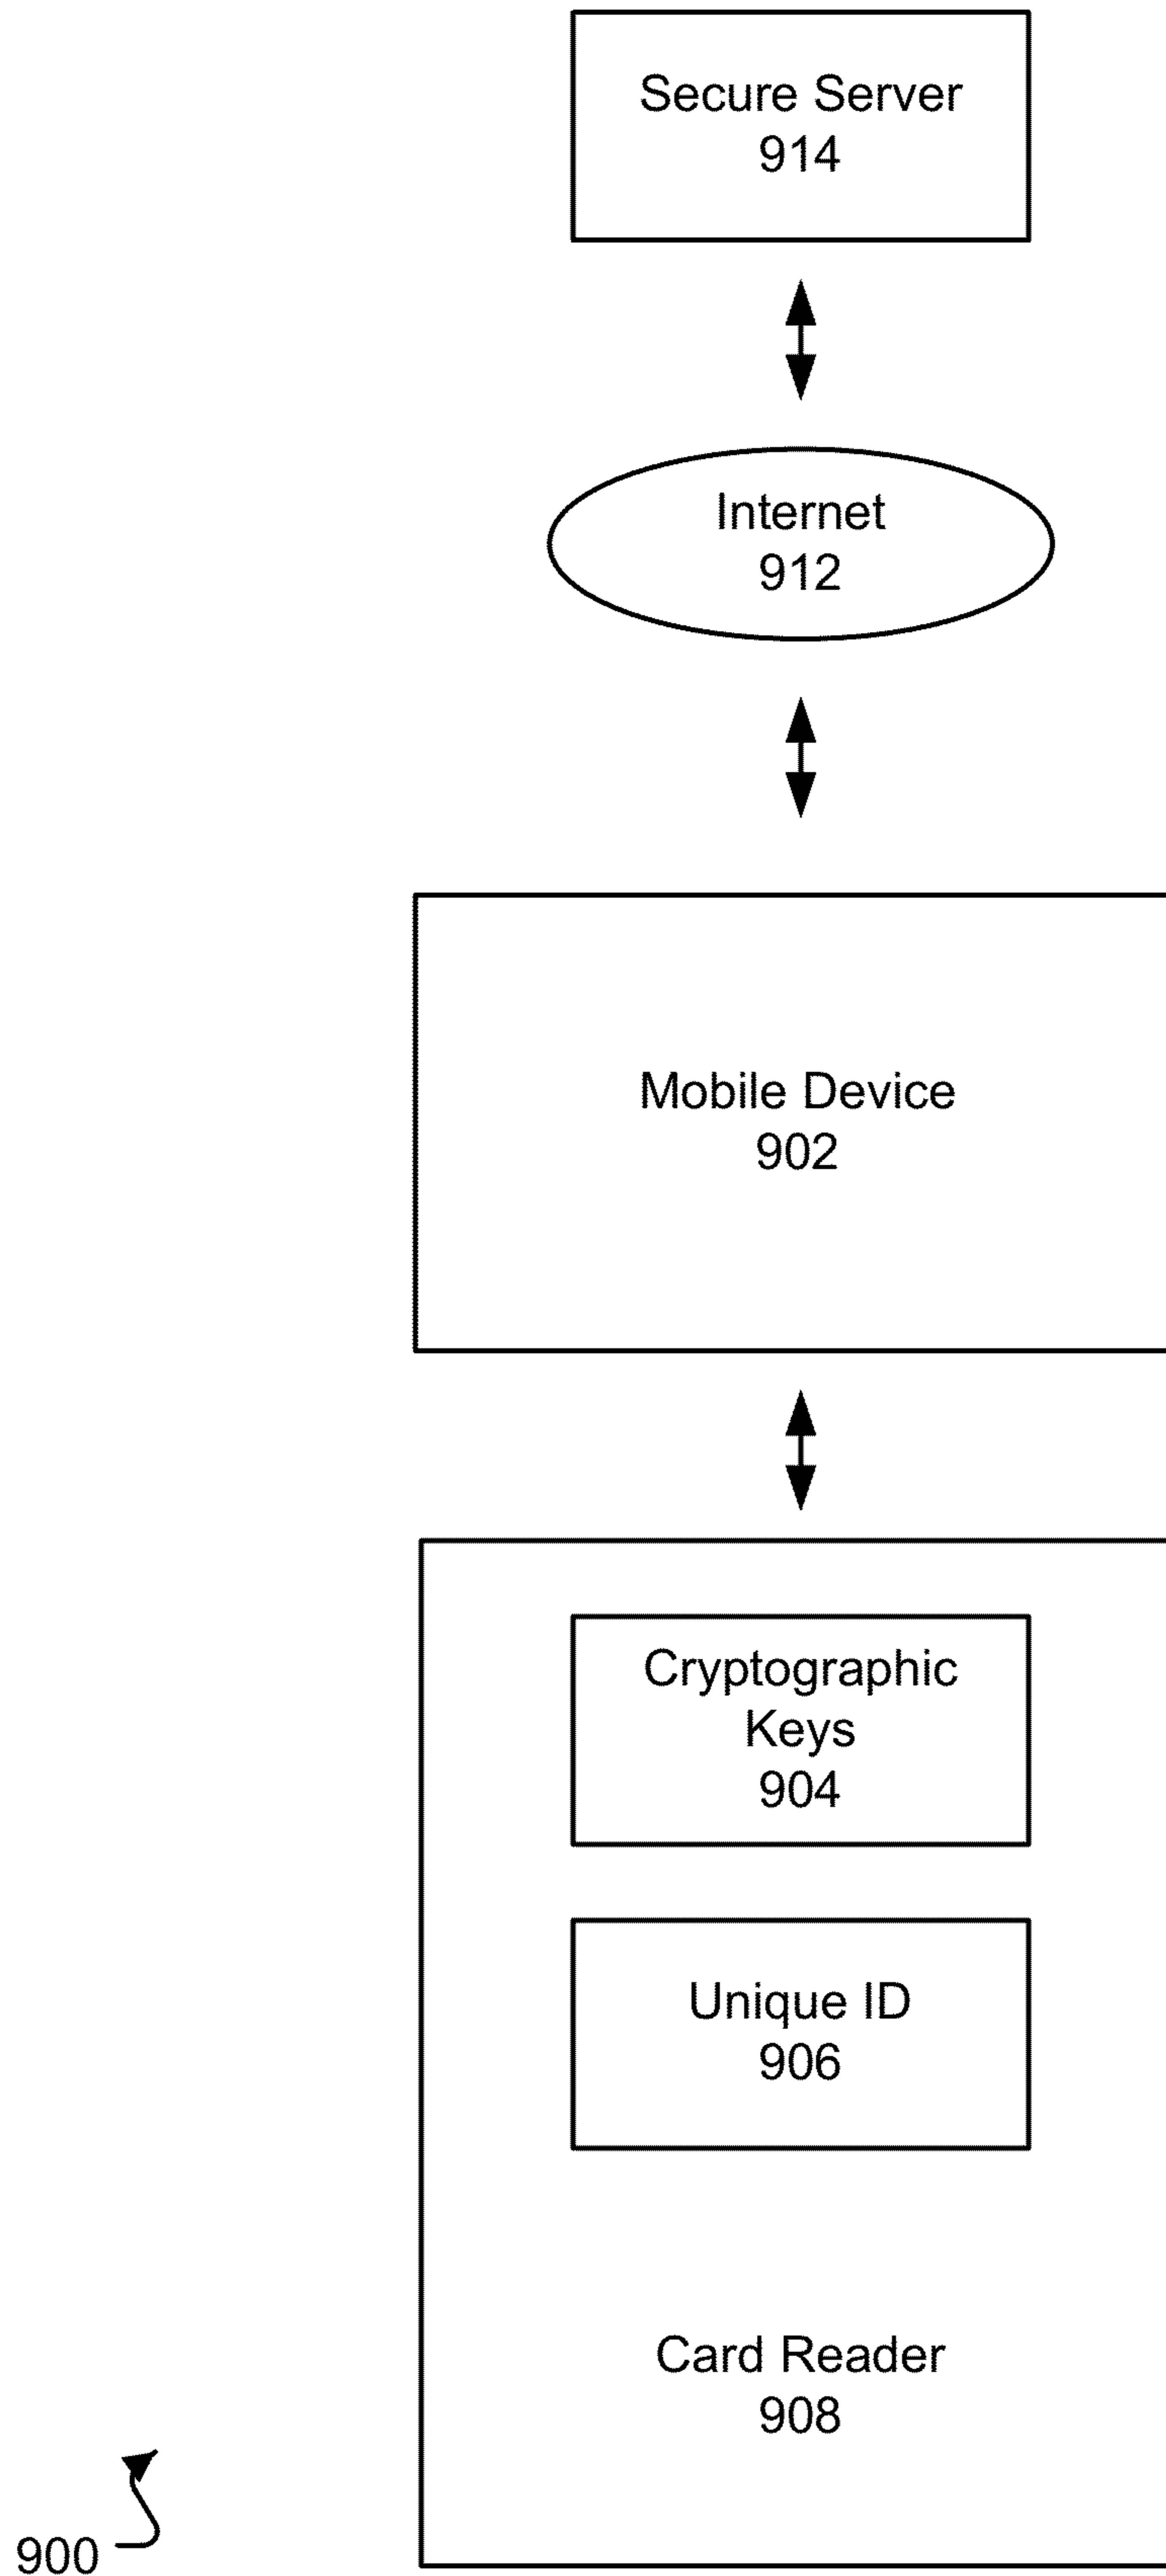 Secure Server
914
Internet
912
Mobile Device
902
Cryptographic
Keys
904
Unique ID
906
Card Reader
908
900